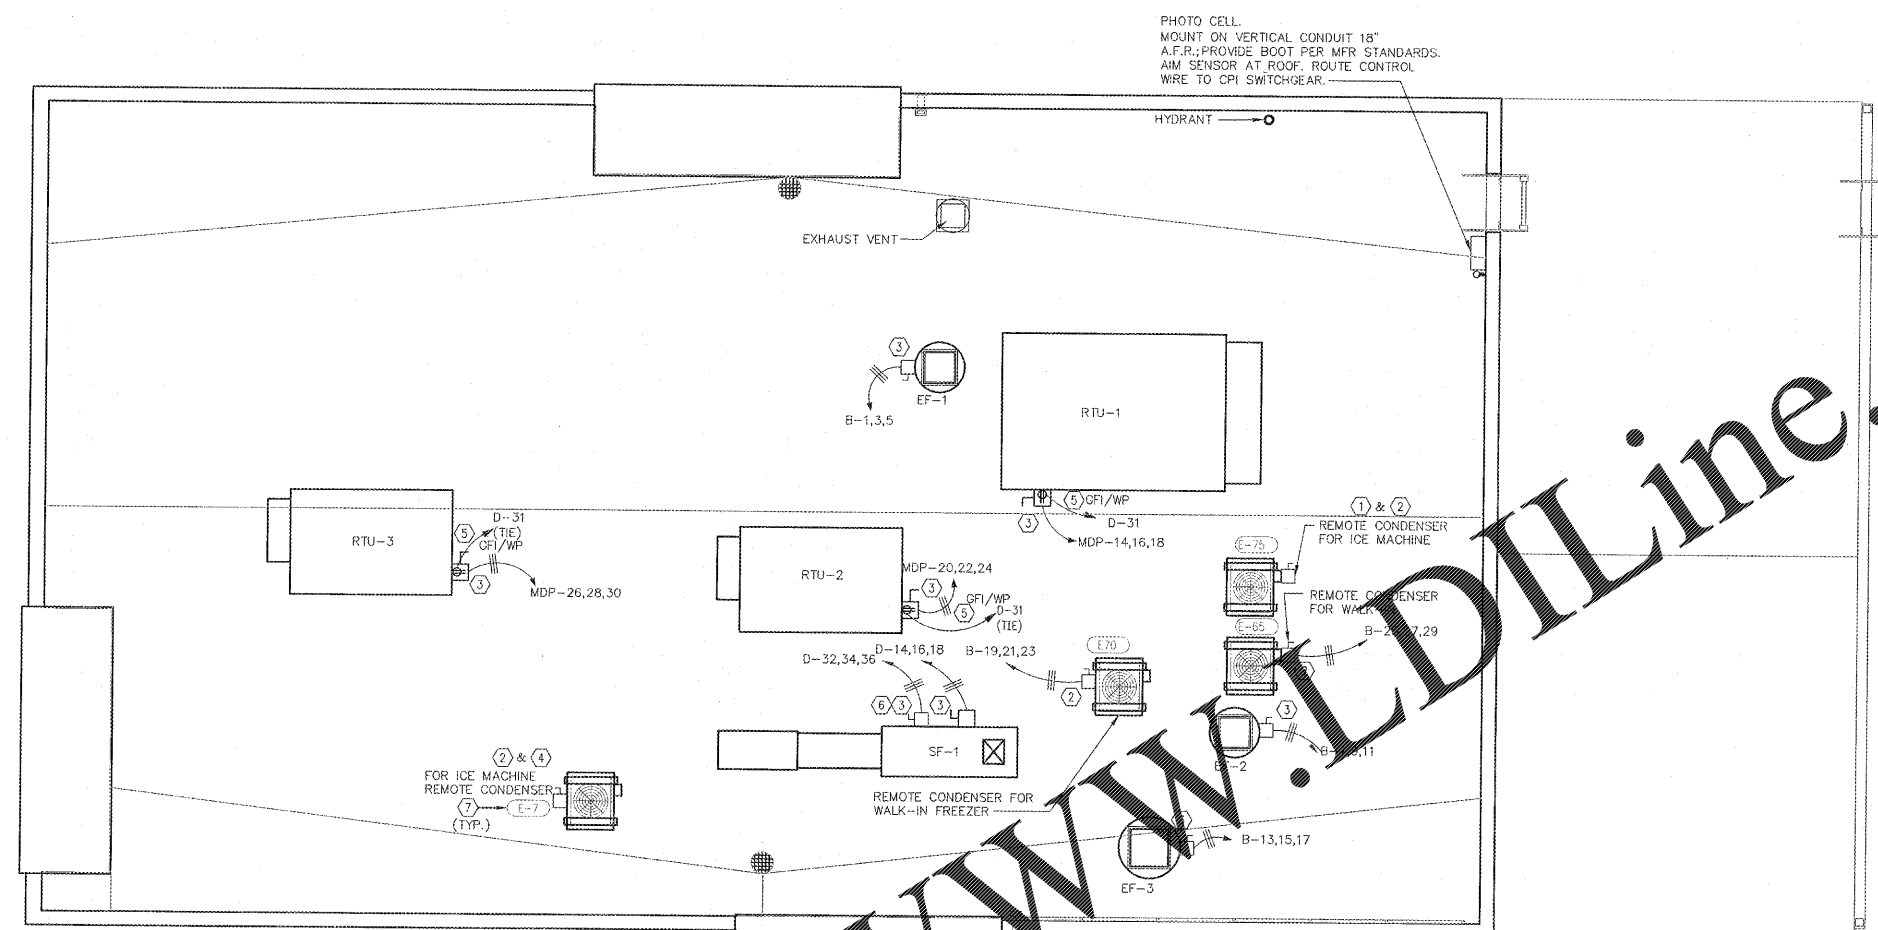 PHOTO CELL.
MOUNT ON VERTICAL CONDUIT 18"
A.F.R.; PROVIDE BOOT PER MFR STANDARDS.
AIM SENSOR AT ROOF. ROUTE CONTROL
WIRE TO CPI SWITCHGEAR.
HYDRANT
EXHAUST VENT
3
EF-1
B-1,3,5
RTU-1
5 GFI/WP
3
D-31
MDP-14,16,18
1 & 2
REMOTE CONDENSER
FOR ICE MACHINE
E-75
RTU-3
D-31
(TIE)
5
GFI/WP
3
MDP-26,28,30
RTU-2
MDP-20,22,24
3
GFI/WP
5
D-31
(TIE)
REMOTE CONDENSER
FOR
E-65
29
D-14,16,18
D-32,34,36
B-19,21,23
E70
2
6 3
3
SF-1
3
11
EF-2
2 & 4
FOR ICE MACHINE
REMOTE CONDENSER
7
E-7
(TYP.)
REMOTE CONDENSER FOR
WALK-IN FREEZER
B-13,15,17
EF-3
www.LDILine.